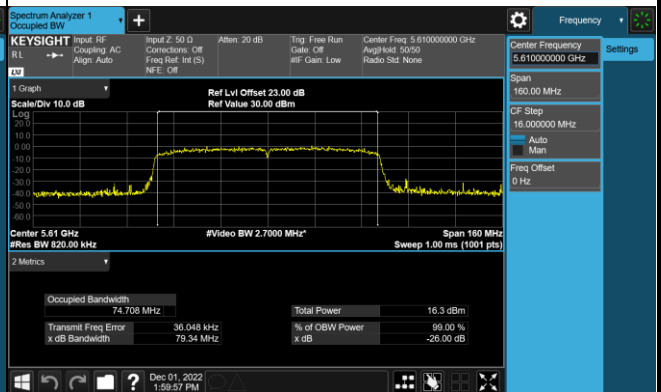 Spectrum Analyzer 1
Occupied BW
Frequency
KEYSIGHT
R L
LXI
Input: RF
Coupling: AC
Align: Auto
Input Z: 50 Ω
Corrections: Off
Freq Ref: Int (S)
NFE: Off
Atten: 20 dB
Trig: Free Run
Gate: Off
#IF Gain: Low
Center Freq: 5.610000000 GHz
Avg|Hold: 50/50
Radio Std: None
Center Frequency
5.610000000 GHz
Settings
Span
160.00 MHz
CF Step
16.000000 MHz
Auto
Man
Freq Offset
0 Hz
1 Graph
Scale/Div 10.0 dB
Ref Lvl Offset 23.00 dB
Ref Value 30.00 dBm
Log
20.0
10.0
0.00
-10.0
-20.0
-30.0
-40.0
-50.0
-60.0
Center 5.61 GHz
#Res BW 820.00 kHz
#Video BW 2.7000 MHz*
Span 160 MHz
Sweep 1.00 ms (1001 pts)
2 Metrics
Occupied Bandwidth
74.708 MHz
Total Power 16.3 dBm
Transmit Freq Error 36.048 kHz
% of OBW Power 99.00 %
x dB Bandwidth 79.34 MHz
x dB -26.00 dB
?
Dec 01, 2022
1:59:57 PM